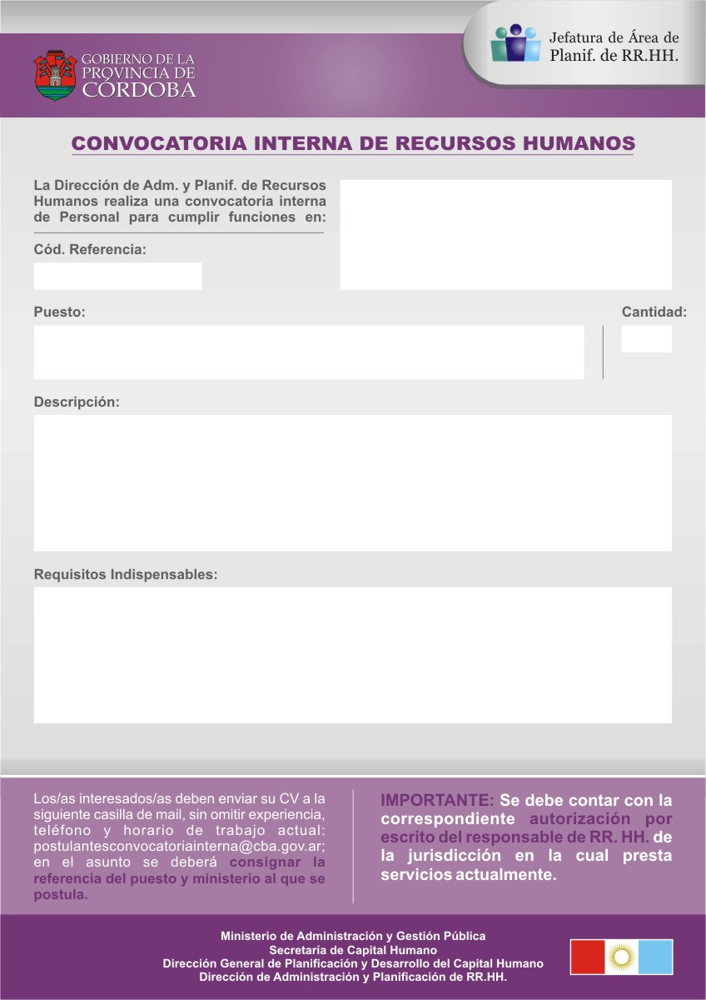 GOBIERNO DE LA
PROVINCIA DE
CÓRDOBA
Jefatura de Área de
Planif. de RR.HH.
CONVOCATORIA INTERNA DE RECURSOS HUMANOS
La Dirección de Adm. y Planif. de Recursos
Humanos realiza una convocatoria interna
de Personal para cumplir funciones en:
Cód. Referencia:
Puesto:
Cantidad:
Descripción:
Requisitos Indispensables:
Los/as interesados/as deben enviar su CV a la
siguiente casilla de mail, sin omitir experiencia,
teléfono y horario de trabajo actual:
postulantesconvocatoriainterna@cba.gov.ar;
en el asunto se deberá consignar la
referencia del puesto y ministerio al que se
postula.
IMPORTANTE: Se debe contar con la
correspondiente autorización por
escrito del responsable de RR. HH. de
la jurisdicción en la cual presta
servicios actualmente.
Ministerio de Administración y Gestión Pública
Secretaría de Capital Humano
Dirección General de Planificación y Desarrollo del Capital Humano
Dirección de Administración y Planificación de RR.HH.